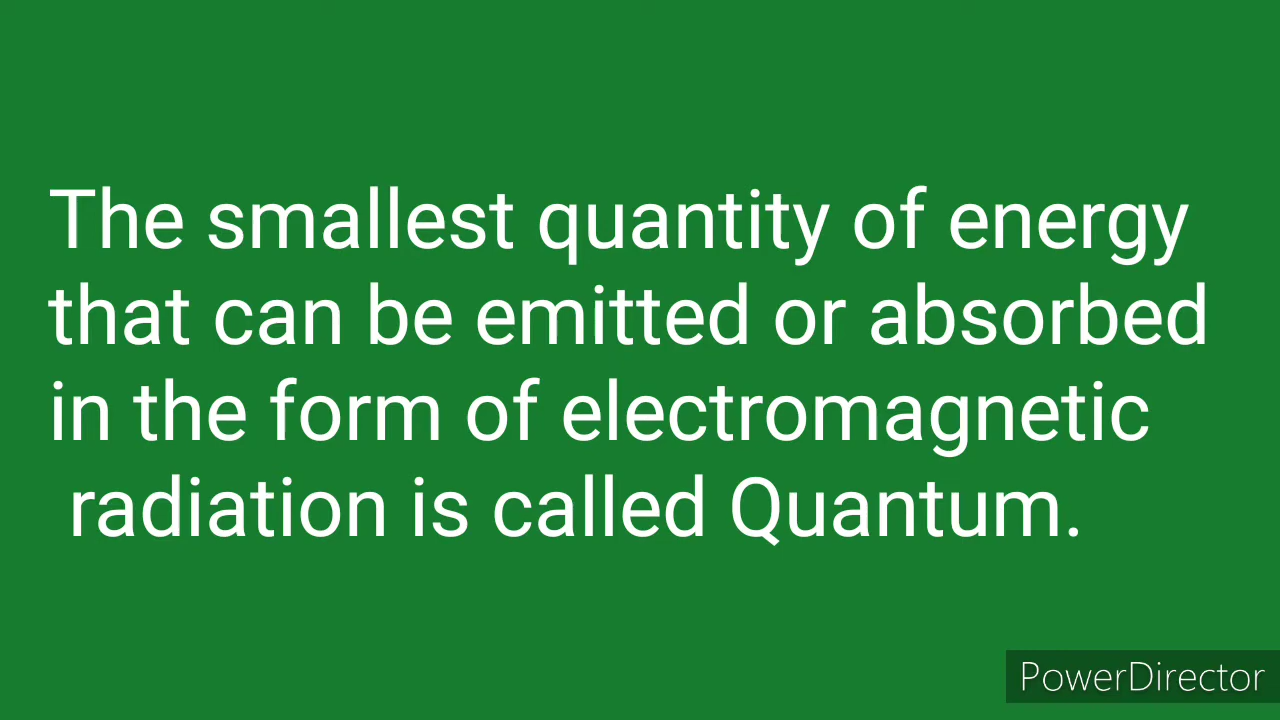 The smallest quantity of energy
that can be emitted or absorbed
in the form of electromagnetic
radiation is called Quantum.
PowerDirector